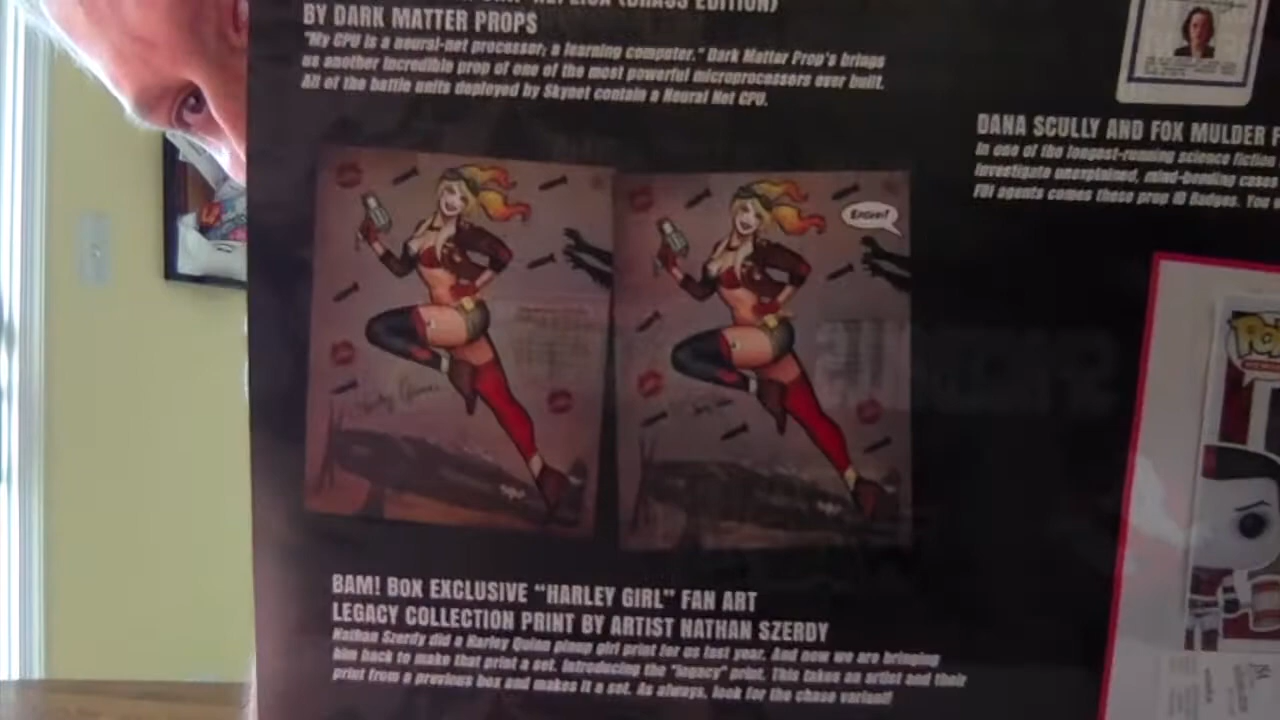 REPLICA (BRASS EDITION)
BY DARK MATTER PROPS
"My CPU is a neural-net processor; a learning computer." Dark Matter Prop's brings
us another incredible prop of one of the most powerful microprocessors ever built.
All of the battle units deployed by Skynet contain a Neural Net CPU.
DANA SCULLY AND FOX MULDER F
In one of the longest-running science fiction
investigate unexplained, mind-bending cases
FBI agents comes these prop ID Badges. You w
POP
BAM! BOX EXCLUSIVE "HARLEY GIRL" FAN ART
LEGACY COLLECTION PRINT BY ARTIST NATHAN SZERDY
Nathan Szerdy did a Harley Quinn pinup girl print for us last year. And now we are bringing
him back to make that print a set. Introducing the "legacy" print. This takes an artist and their
print from a previous box and makes it a set. As always, look for the chase variant!